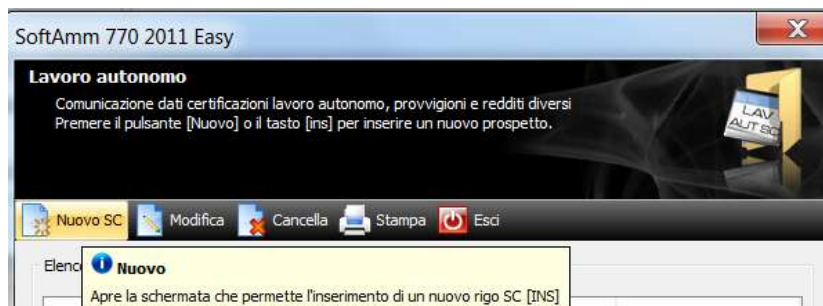 SoftAmm 770 2011 Easy
Lavoro autonomo
Comunicazione dati certificazioni lavoro autonomo, provvigioni e redditi diversi
Premere il pulsante [Nuovo] o il tasto [ins] per inserire un nuovo prospetto.
LAV
AUT SC
Nuovo SC Modifica Cancella Stampa Esci
Elenco
Nuovo
Apre la schermata che permette l'inserimento di un nuovo rigo SC [INS]